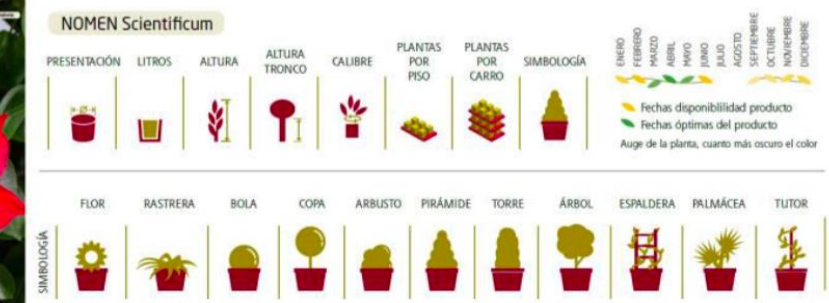 NOMEN Scientificum
PRESENTACIÓN
LITROS
ALTURA
ALTURA
TRONCO
CALIBRE
PLANTAS
POR
PISO
PLANTAS
POR
CARRO
SIMBOLOGÍA
ENERO
FEBRERO
MARZO
ABRIL
MAYO
JUNIO
JULIO
AGOSTO
SEPTIEMBRE
OCTUBRE
NOVIEMBRE
DICIEMBRE
Fechas disponiblilidad producto
Fechas óptimas del producto
Auge de la planta, cuanto más oscuro el color
SIMBOLOGÍA
FLOR
RASTRERA
BOLA
COPA
ARBUSTO
PIRÁMIDE
TORRE
ÁRBOL
ESPALDERA
PALMÁCEA
TUTOR